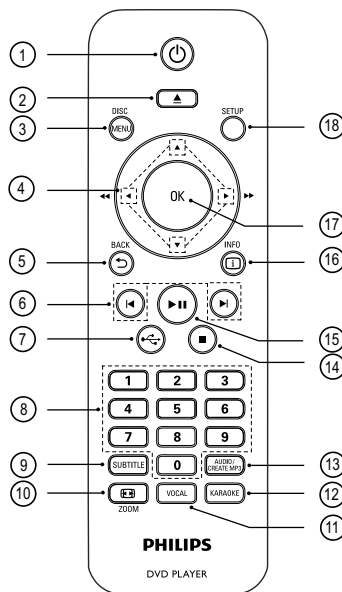 1
2
DISC
SETUP
3
MENU
18
4
OK
17
BACK
INFO
5
i
16
6
15
7
14
1 2 3
8
4 5 6
7 8 9
9
SUBTITLE
0
AUDIO/
CREATE MP3
13
10
VOCAL
KARAOKE
12
ZOOM
11
PHILIPS
DVD PLAYER